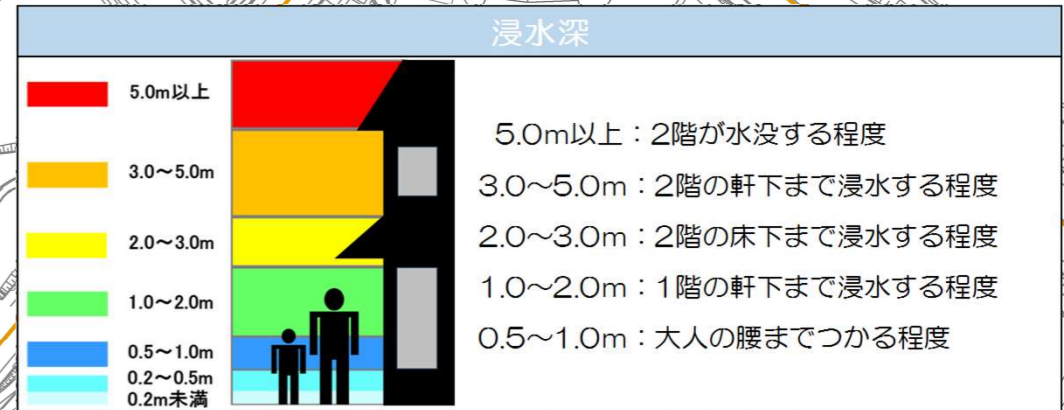 浸水深
5.0m以上
3.0～5.0m
2.0～3.0m
1.0～2.0m
0.5～1.0m
0.2～0.5m
0.2m未満
5.0m以上：2階が水没する程度
3.0～5.0m：2階の軒下まで浸水する程度
2.0～3.0m：2階の床下まで浸水する程度
1.0～2.0m：1階の軒下まで浸水する程度
0.5～1.0m：大人の腰までつかる程度